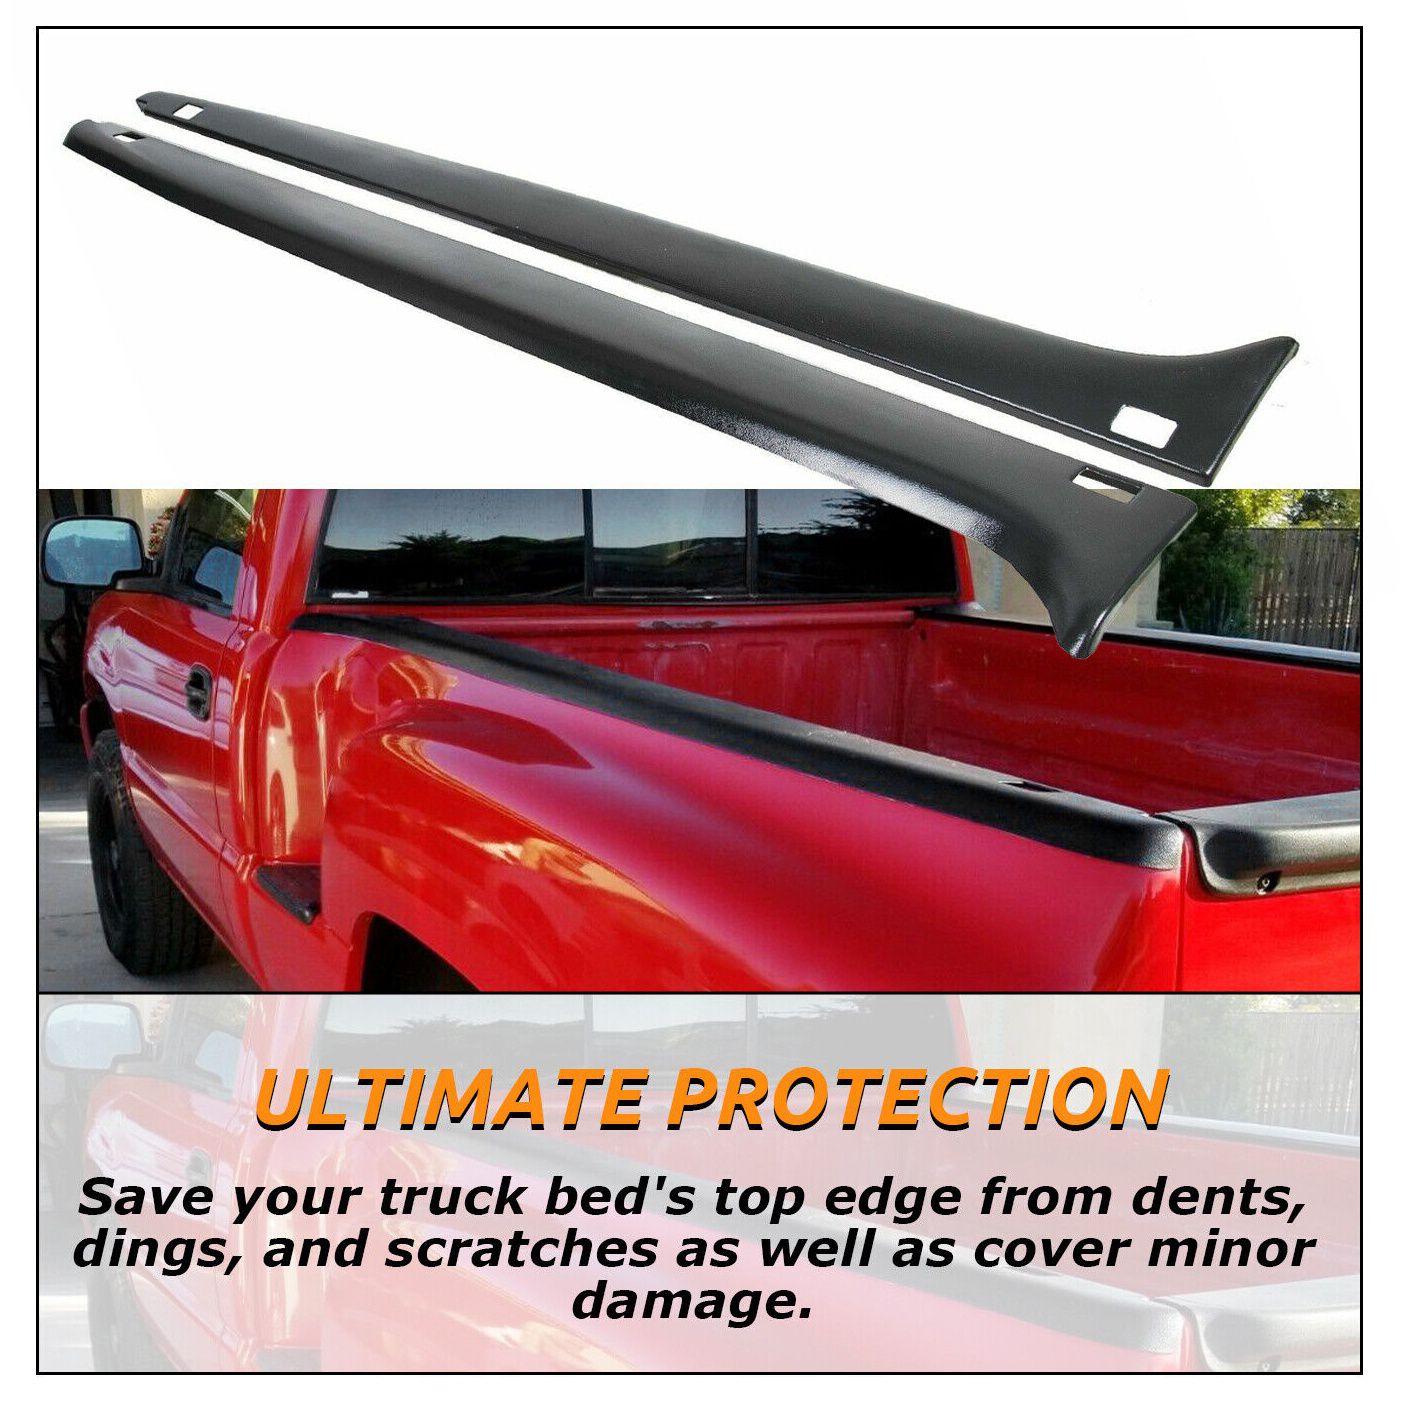 ULTIMATE PROTECTION
Save your truck bed's top edge from dents,
dings, and scratches as well as cover minor
damage.